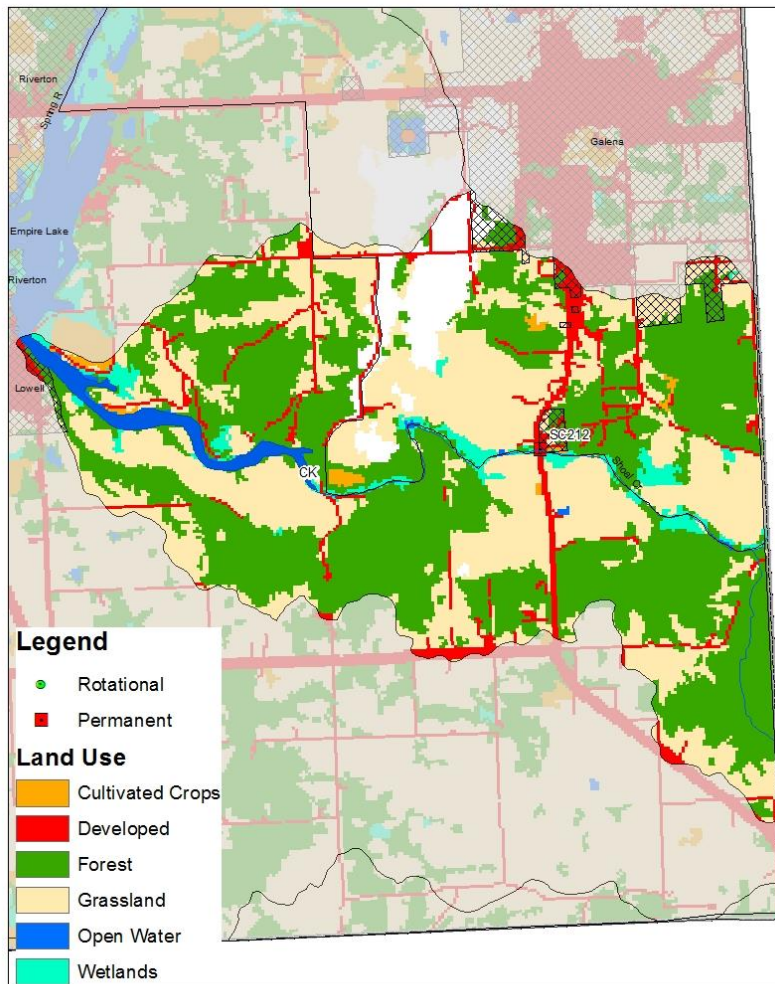 Riverton
Spring R
Galena
Empire Lake
Riverton
Lowell
SC212
CK
Shoal Cr
Legend
Rotational
Permanent
Land Use
Cultivated Crops
Developed
Forest
Grassland
Open Water
Wetlands